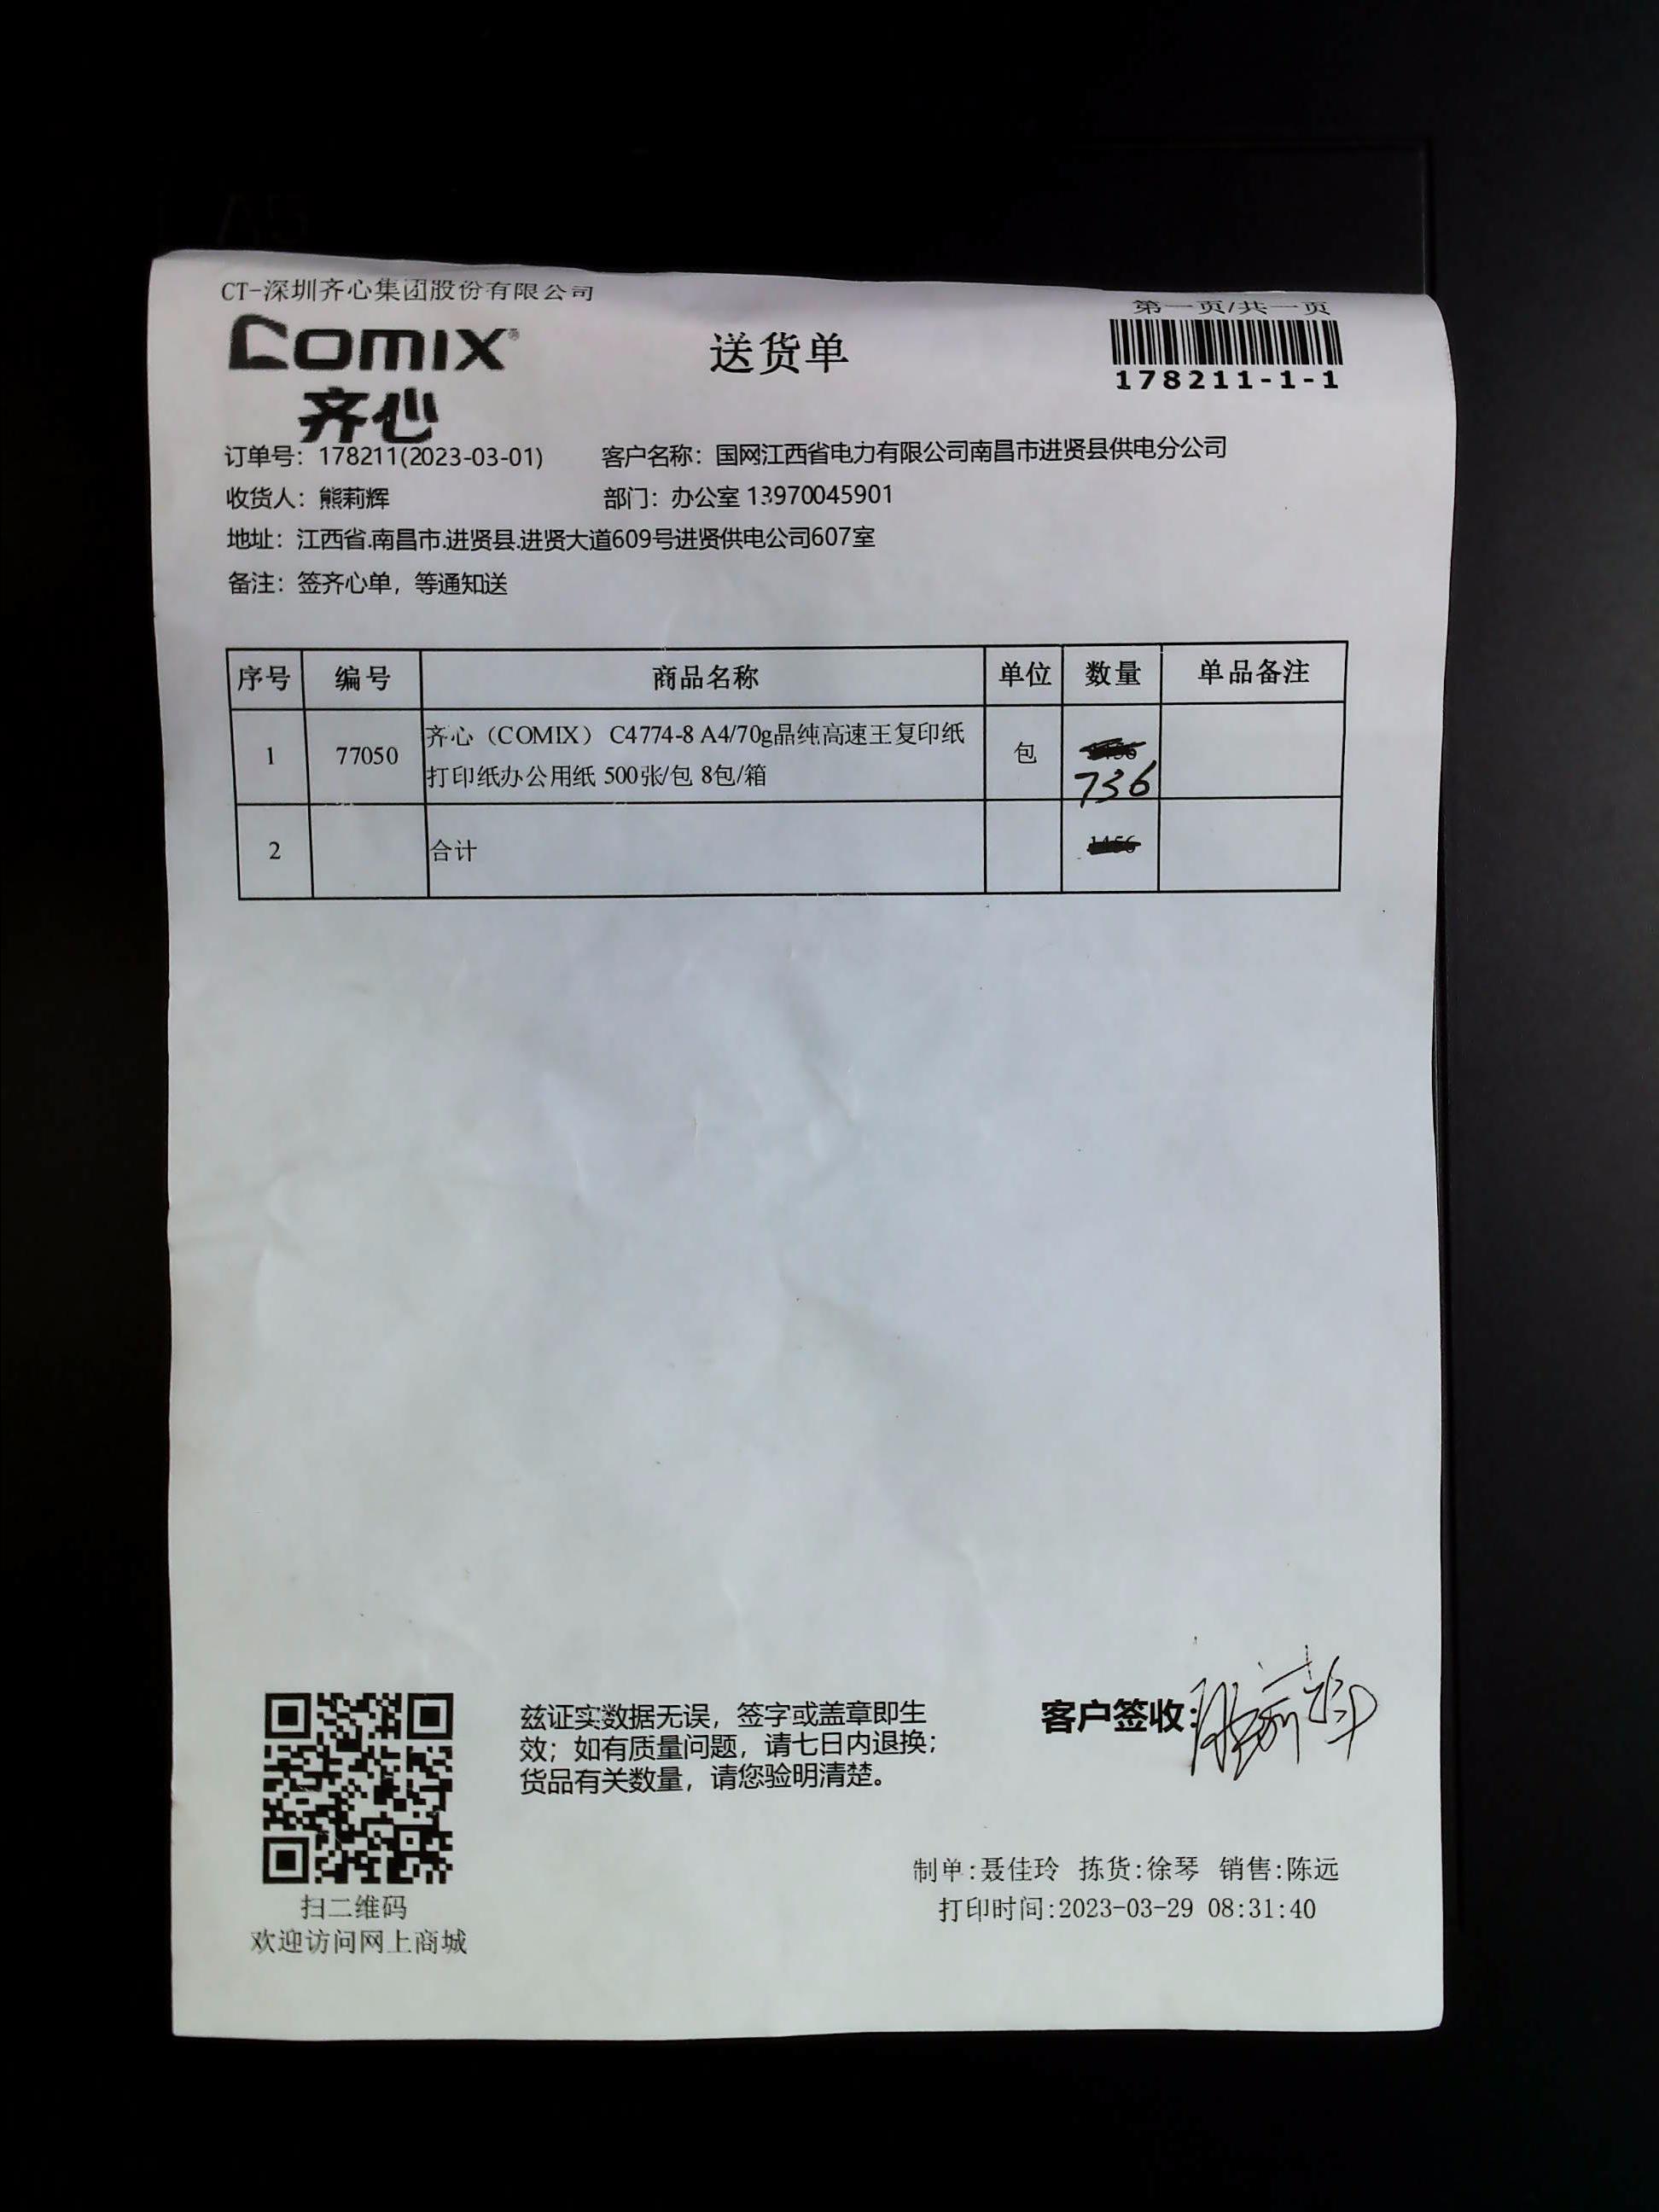 CT-深圳齐心集团股份有限公司
第一页/共一页
COMIX®
齐心
送货单
178211-1-1
订单号：178211(2023-03-01) 客户名称：国网江西省电力有限公司南昌市进贤县供电分公司
收货人：熊莉辉 部门：办公室 13970045901
地址：江西省.南昌市.进贤县.进贤大道609号进贤供电公司607室
备注：签齐心单，等通知送
序号 编号 商品名称 单位 数量 单品备注
1 77050 齐心（COMIX） C4774-8 A4/70g晶纯高速王复印纸 包
打印纸办公用纸 500张/包 8包/箱 736
2 合计
兹证实数据无误，签字或盖章即生
效；如有质量问题，请七日内退换；
货品有关数量，请您验明清楚。
客户签收：
扫二维码
欢迎访问网上商城
制单:聂佳玲 拣货:徐琴 销售:陈远
打印时间:2023-03-29 08:31:40